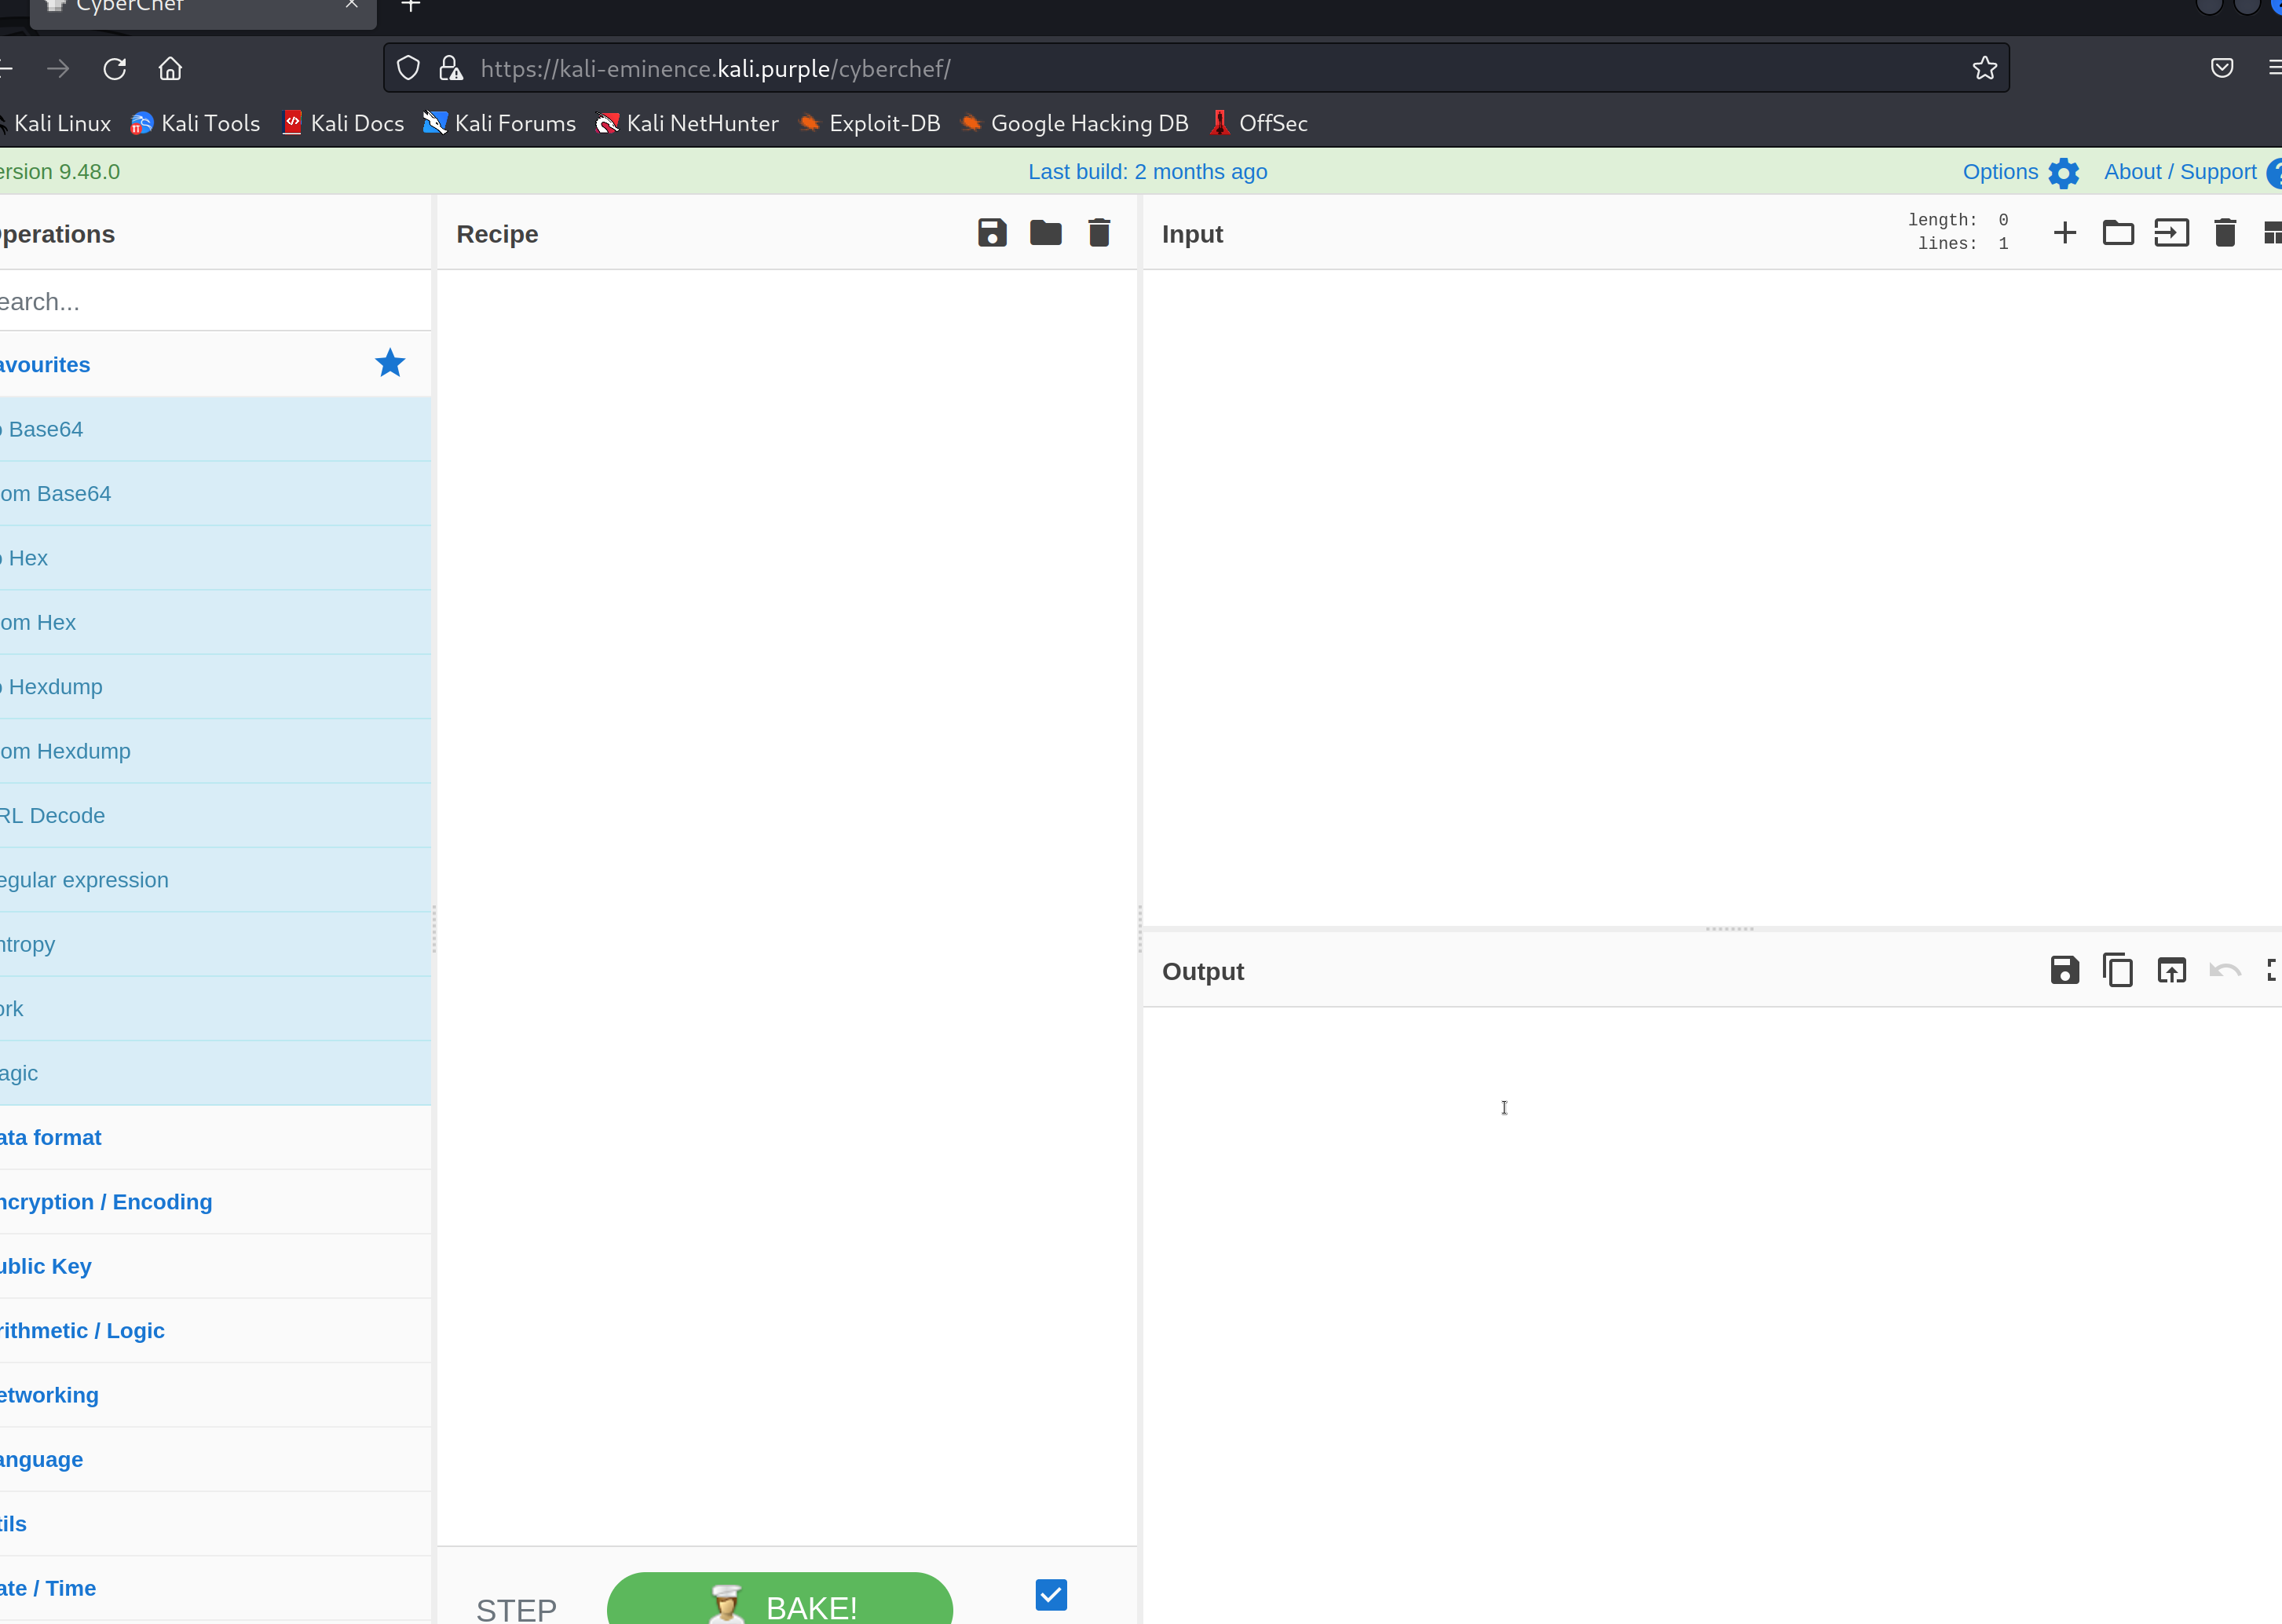 CyberChef
https://kali-eminence.kali.purple/cyberchef/
Kali Linux Kali Tools Kali Docs Kali Forums Kali NetHunter Exploit-DB Google Hacking DB OffSec
ersion 9.48.0 Last build: 2 months ago Options About / Support
perations Recipe Input length: 0
lines: 1
earch...
avourites
o Base64
om Base64
o Hex
om Hex
o Hexdump
om Hexdump
RL Decode
egular expression
ntropy
Output
ork
agic
ata format
ncryption / Encoding
ublic Key
rithmetic / Logic
etworking
anguage
tils
ate / Time
STEP BAKE!